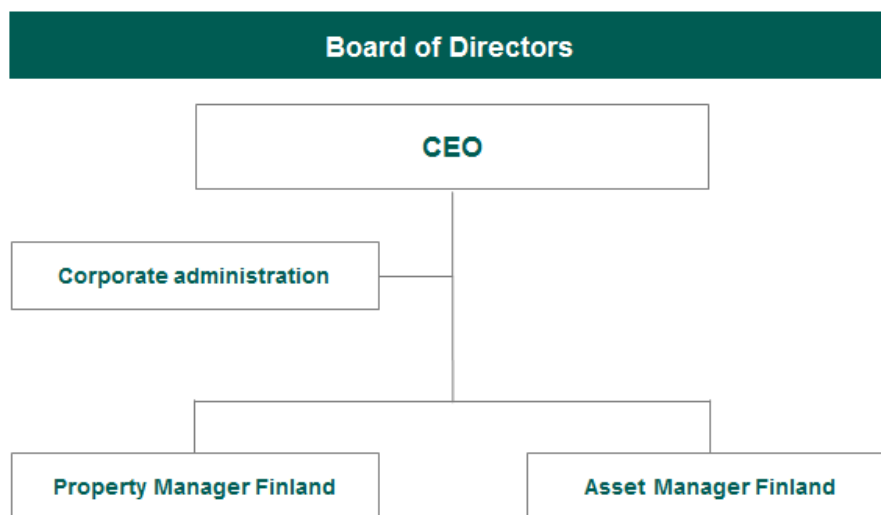 Board of Directors
CEO
Corporate administration
Property Manager Finland
Asset Manager Finland